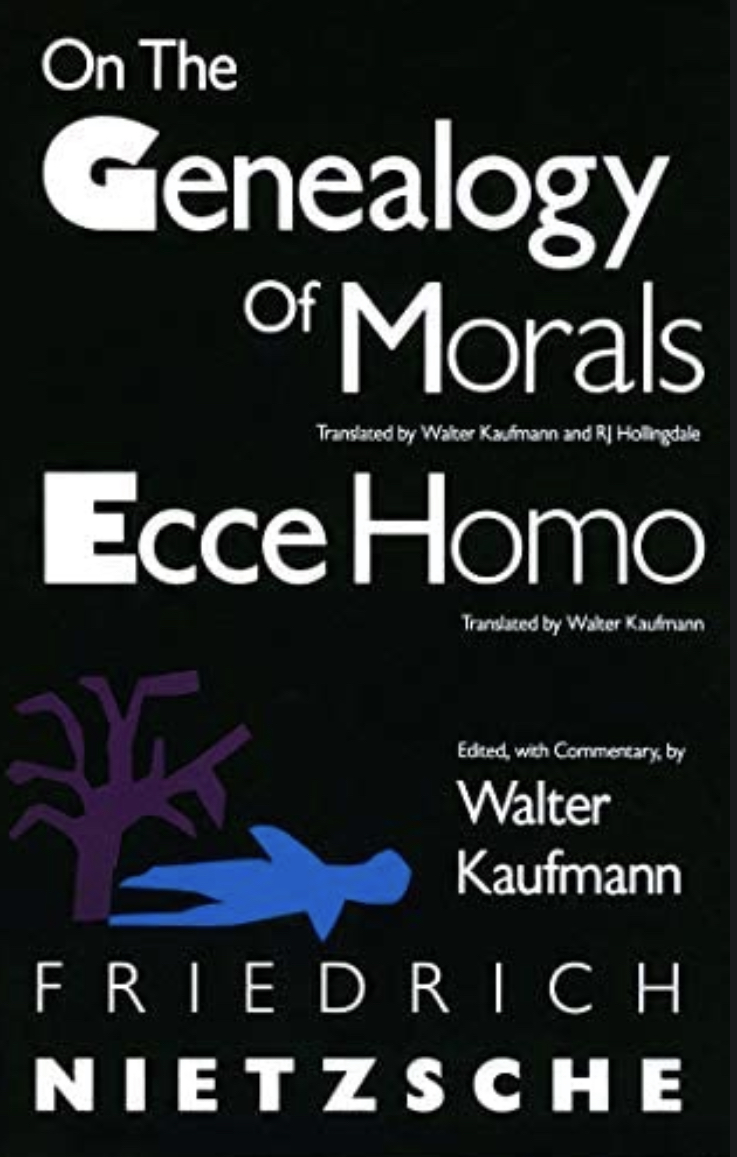 On The
Genealogy
Of Morals
Translated by Walter Kaufmann and RJ Hollingdale
Ecce Homo
Translated by Walter Kaufmann
Edited, with Commentary, by
Walter
Kaufmann
FRIEDRICH
NIETZSCHE